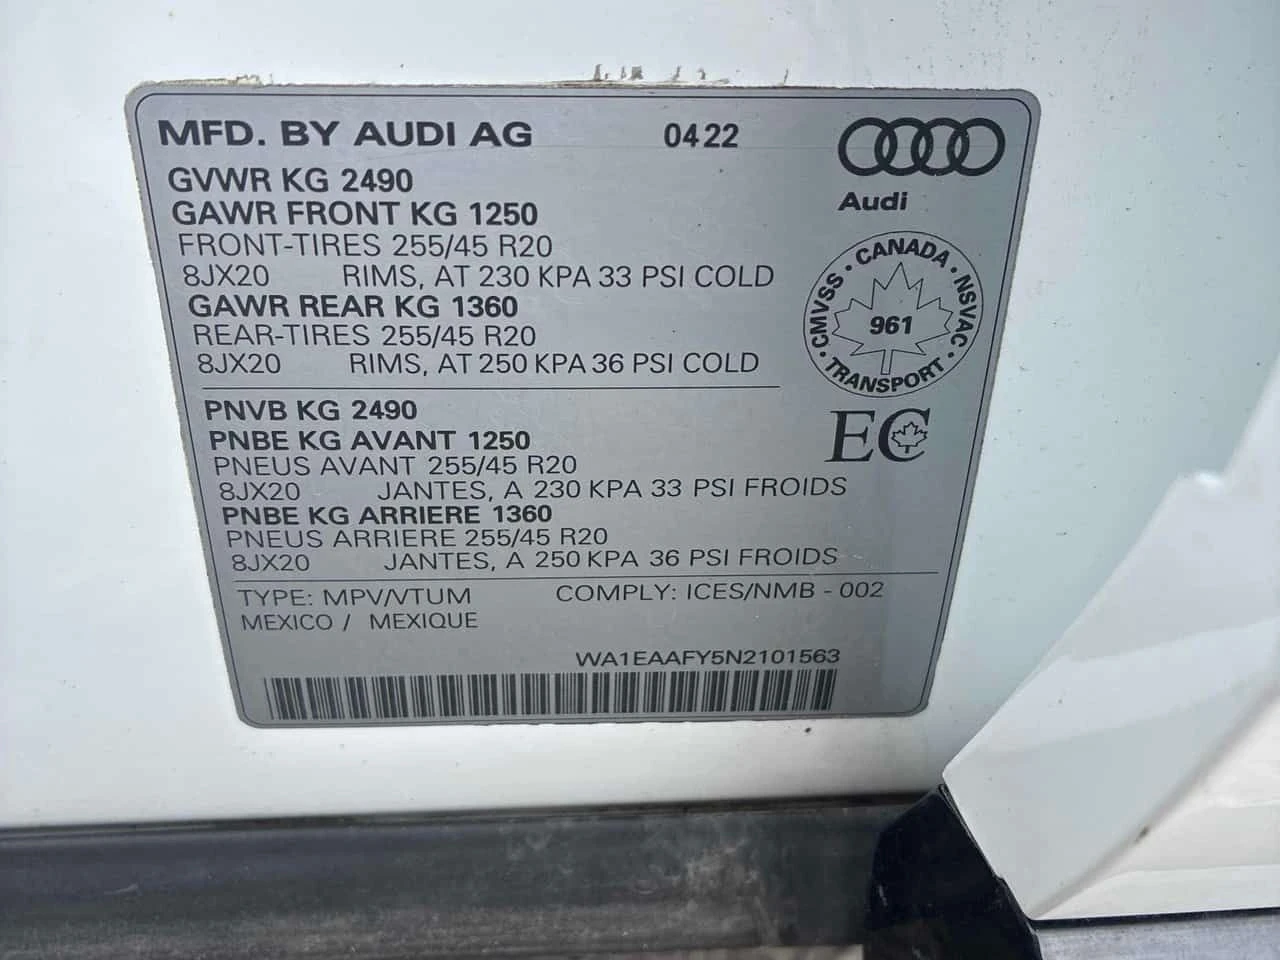 MFD. BY AUDI AG 0422
Audi
GVWR KG 2490
GAWR FRONT KG 1250
FRONT-TIRES 255/45 R20
8JX20 RIMS, AT 230 KPA 33 PSI COLD
GAWR REAR KG 1360
REAR-TIRES 255/45 R20
8JX20 RIMS, AT 250 KPA 36 PSI COLD
CMVSS • CANADA • NSVAC • TRANSPORT •
961
PNVB KG 2490
PNBE KG AVANT 1250
PNEUS AVANT 255/45 R20
8JX20 JANTES, A 230 KPA 33 PSI FROIDS
PNBE KG ARRIERE 1360
PNEUS ARRIERE 255/45 R20
8JX20 JANTES, A 250 KPA 36 PSI FROIDS
EC
TYPE: MPV/VTUM COMPLY: ICES/NMB - 002
MEXICO / MEXIQUE
WA1EAAFY5N2101563